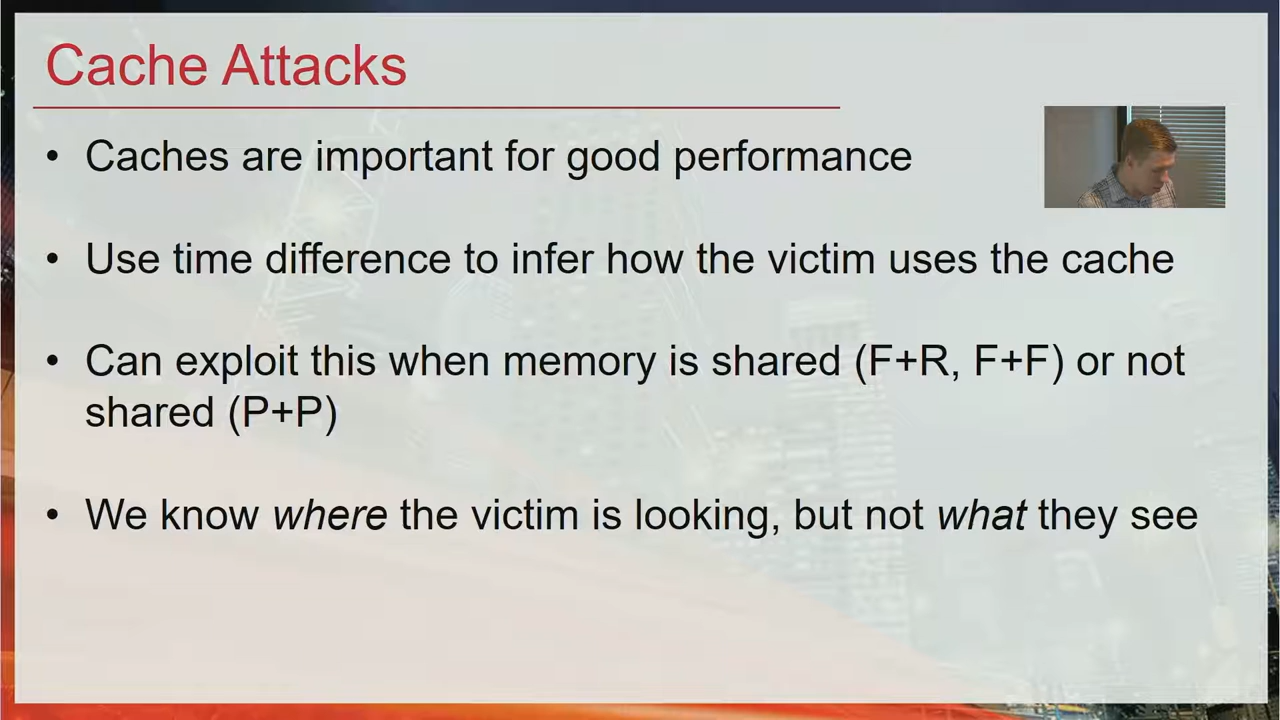 Cache Attacks
• Caches are important for good performance
• Use time difference to infer how the victim uses the cache
• Can exploit this when memory is shared (F+R, F+F) or not
shared (P+P)
• We know where the victim is looking, but not what they see